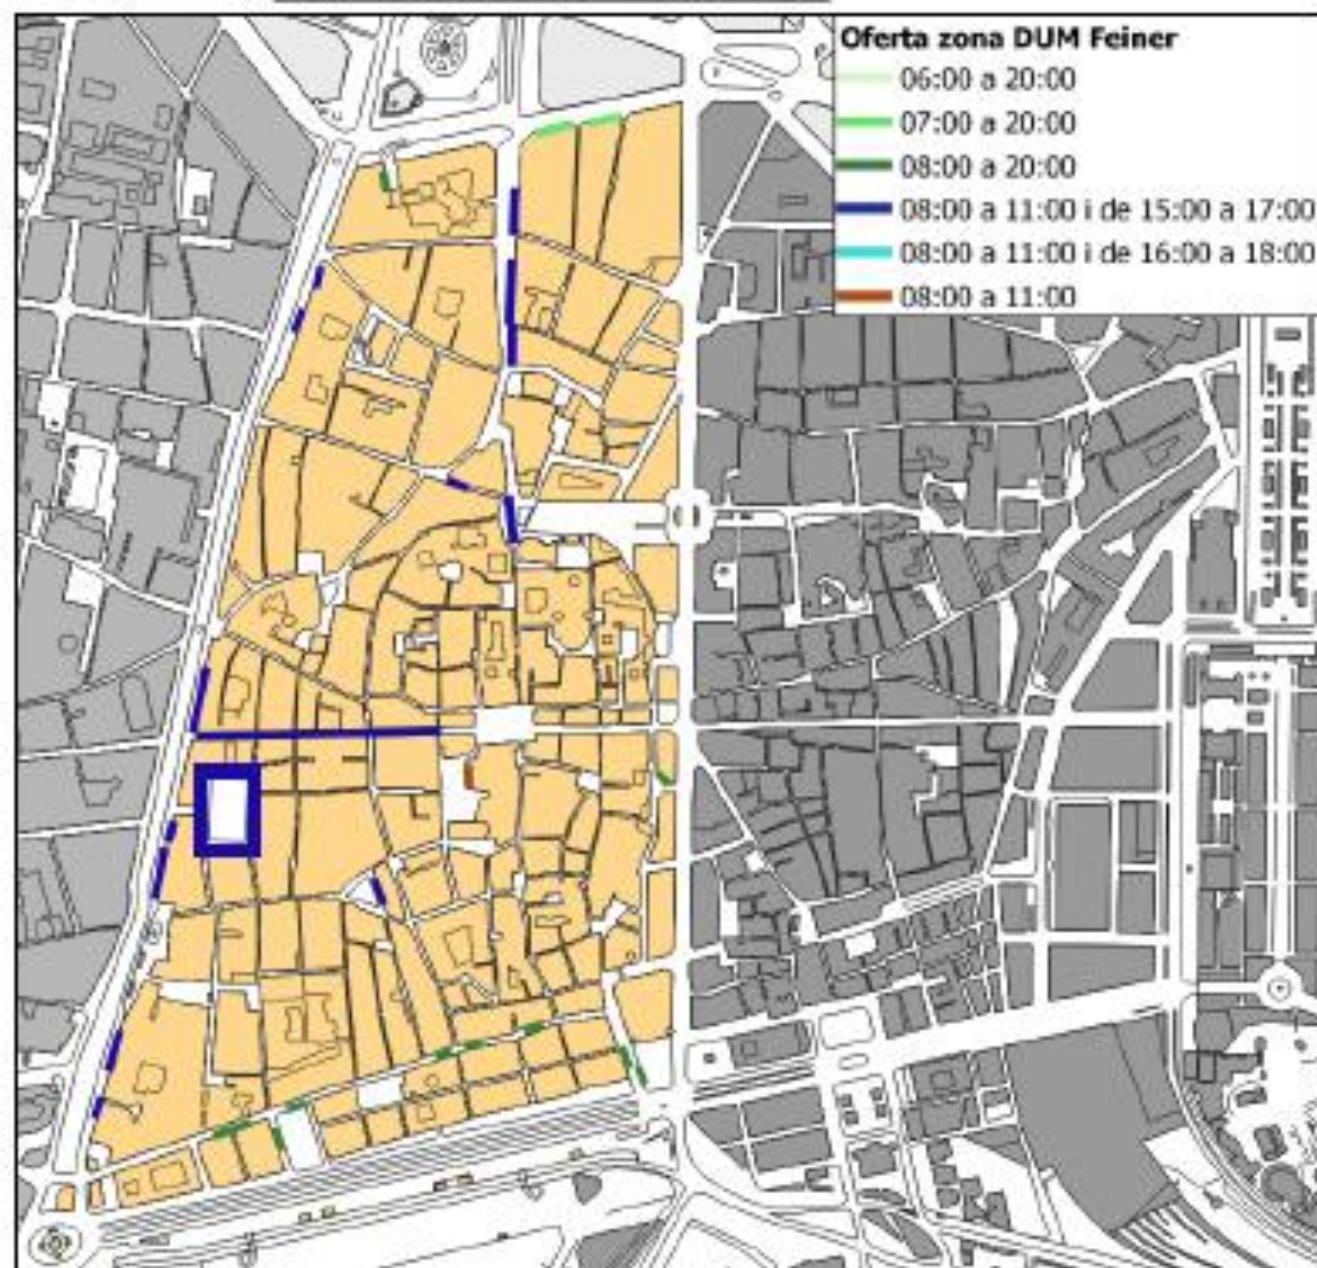 Oferta zona DUM Feiner
06:00 a 20:00
07:00 a 20:00
08:00 a 20:00
08:00 a 11:00 i de 15:00 a 17:00
08:00 a 11:00 i de 16:00 a 18:00
08:00 a 11:00